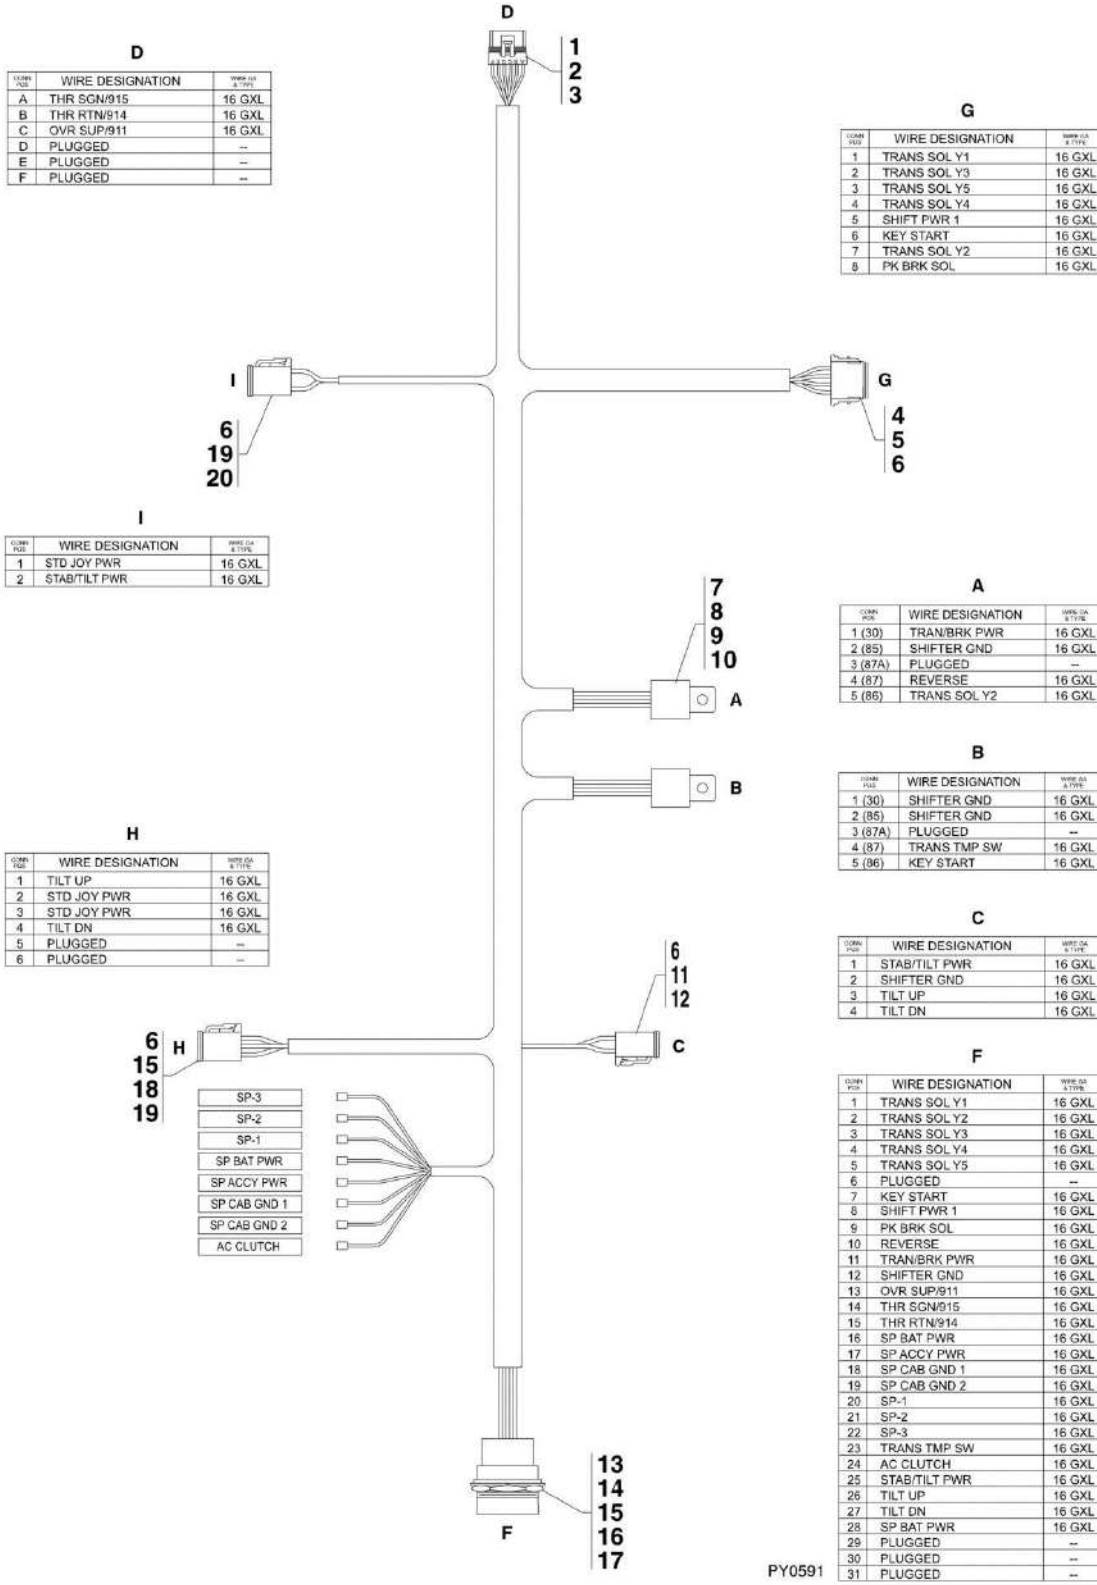 D
1
2
3
D
CONN POS WIRE DESIGNATION WIRE GA & TYPE
A THR SGN/915 16 GXL
B THR RTN/914 16 GXL
C OVR SUP/911 16 GXL
D PLUGGED --
E PLUGGED --
F PLUGGED --
G
CONN POS WIRE DESIGNATION WIRE GA & TYPE
1 TRANS SOL Y1 16 GXL
2 TRANS SOL Y3 16 GXL
3 TRANS SOL Y5 16 GXL
4 TRANS SOL Y4 16 GXL
5 SHIFT PWR 1 16 GXL
6 KEY START 16 GXL
7 TRANS SOL Y2 16 GXL
8 PK BRK SOL 16 GXL
I
6
19
20
G
4
5
6
I
CONN POS WIRE DESIGNATION WIRE GA & TYPE
1 STD JOY PWR 16 GXL
2 STAB/TILT PWR 16 GXL
7
8
9
10
A
B
A
CONN POS WIRE DESIGNATION WIRE GA & TYPE
1 (30) TRAN/BRK PWR 16 GXL
2 (85) SHIFTER GND 16 GXL
3 (87A) PLUGGED --
4 (87) REVERSE 16 GXL
5 (86) TRANS SOL Y2 16 GXL
B
CONN POS WIRE DESIGNATION WIRE GA & TYPE
1 (30) SHIFTER GND 16 GXL
2 (85) SHIFTER GND 16 GXL
3 (87A) PLUGGED --
4 (87) TRANS TMP SW 16 GXL
5 (86) KEY START 16 GXL
H
CONN POS WIRE DESIGNATION WIRE GA & TYPE
1 TILT UP 16 GXL
2 STD JOY PWR 16 GXL
3 STD JOY PWR 16 GXL
4 TILT DN 16 GXL
5 PLUGGED --
6 PLUGGED --
C
CONN POS WIRE DESIGNATION WIRE GA & TYPE
1 STAB/TILT PWR 16 GXL
2 SHIFTER GND 16 GXL
3 TILT UP 16 GXL
4 TILT DN 16 GXL
6
11
12
C
H
6
15
18
19
SP-3
SP-2
SP-1
SP BAT PWR
SP ACCY PWR
SP CAB GND 1
SP CAB GND 2
AC CLUTCH
F
CONN POS WIRE DESIGNATION WIRE GA & TYPE
1 TRANS SOL Y1 16 GXL
2 TRANS SOL Y2 16 GXL
3 TRANS SOL Y3 16 GXL
4 TRANS SOL Y4 16 GXL
5 TRANS SOL Y5 16 GXL
6 PLUGGED --
7 KEY START 16 GXL
8 SHIFT PWR 1 16 GXL
9 PK BRK SOL 16 GXL
10 REVERSE 16 GXL
11 TRAN/BRK PWR 16 GXL
12 SHIFTER GND 16 GXL
13 OVR SUP/911 16 GXL
14 THR SGN/915 16 GXL
15 THR RTN/914 16 GXL
16 SP BAT PWR 16 GXL
17 SP ACCY PWR 16 GXL
18 SP CAB GND 1 16 GXL
19 SP CAB GND 2 16 GXL
20 SP-1 16 GXL
21 SP-2 16 GXL
22 SP-3 16 GXL
23 TRANS TMP SW 16 GXL
24 AC CLUTCH 16 GXL
25 STAB/TILT PWR 16 GXL
26 TILT UP 16 GXL
27 TILT DN 16 GXL
28 SP BAT PWR 16 GXL
29 PLUGGED --
30 PLUGGED --
31 PLUGGED --
13
14
15
16
17
F
PY0591